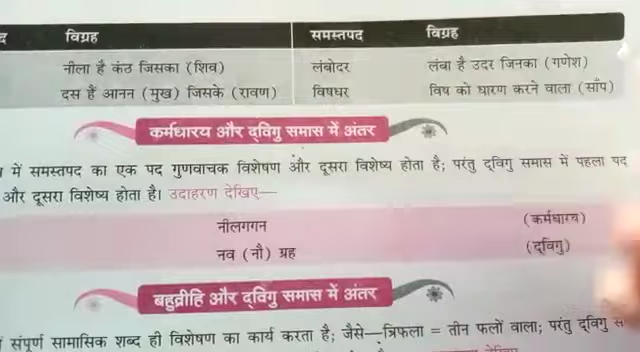 विग्रह समस्तपद विग्रह
नीला है कंठ जिसका (शिव) लंबोदर लंबा है उदर जिनका (गणेश)
दस हैं आनन (मुख) जिसके (रावण) विषधर विष को धारण करने वाला (साँप)
कर्मधारय और द्विगु समास में अंतर
में समस्तपद का एक पद गुणवाचक विशेषण और दूसरा विशेष्य होता है; परंतु द्विगु समास में पहला पद
और दूसरा विशेष्य होता है। उदाहरण देखिए—
नीलगगन (कर्मधारय)
नव (नौ) ग्रह (द्विगु)
बहुव्रीहि और द्विगु समास में अंतर
संपूर्ण सामासिक शब्द ही विशेषण का कार्य करता है; जैसे—त्रिफला = तीन फलों वाला; परंतु द्विगु